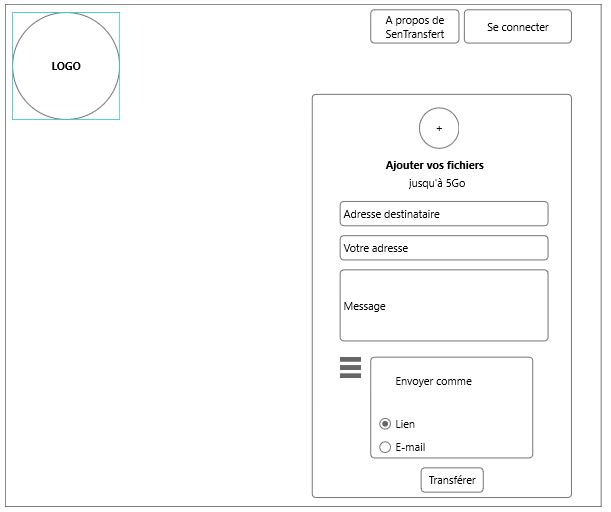 LOGO
A propos de
SenTransfert
Se connecter
+
Ajouter vos fichiers
jusqu'à 5Go
Adresse destinataire
Votre adresse
Message
Envoyer comme
Lien
E-mail
Transférer